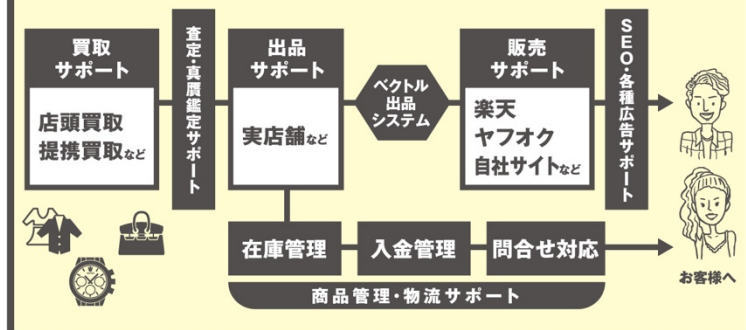 買取
サポート
店頭買取
提携買取など
査定・真贋鑑定サポート
出品
サポート
実店舗など
ベクトル
出品
システム
販売
サポート
楽天
ヤフオク
自社サイトなど
SEO・各種広告サポート
在庫管理
入金管理
問合せ対応
お客様へ
商品管理・物流サポート